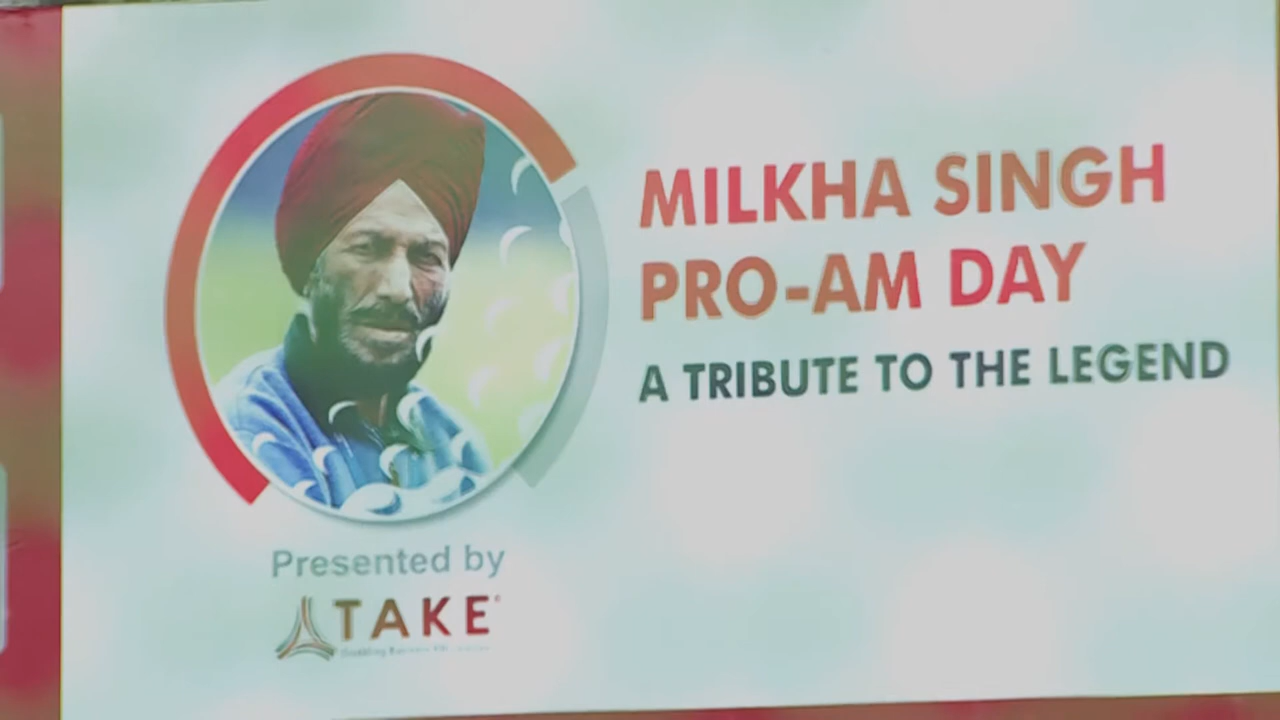 MILKHA SINGH
PRO-AM DAY
A TRIBUTE TO THE LEGEND
Presented by
TAKE